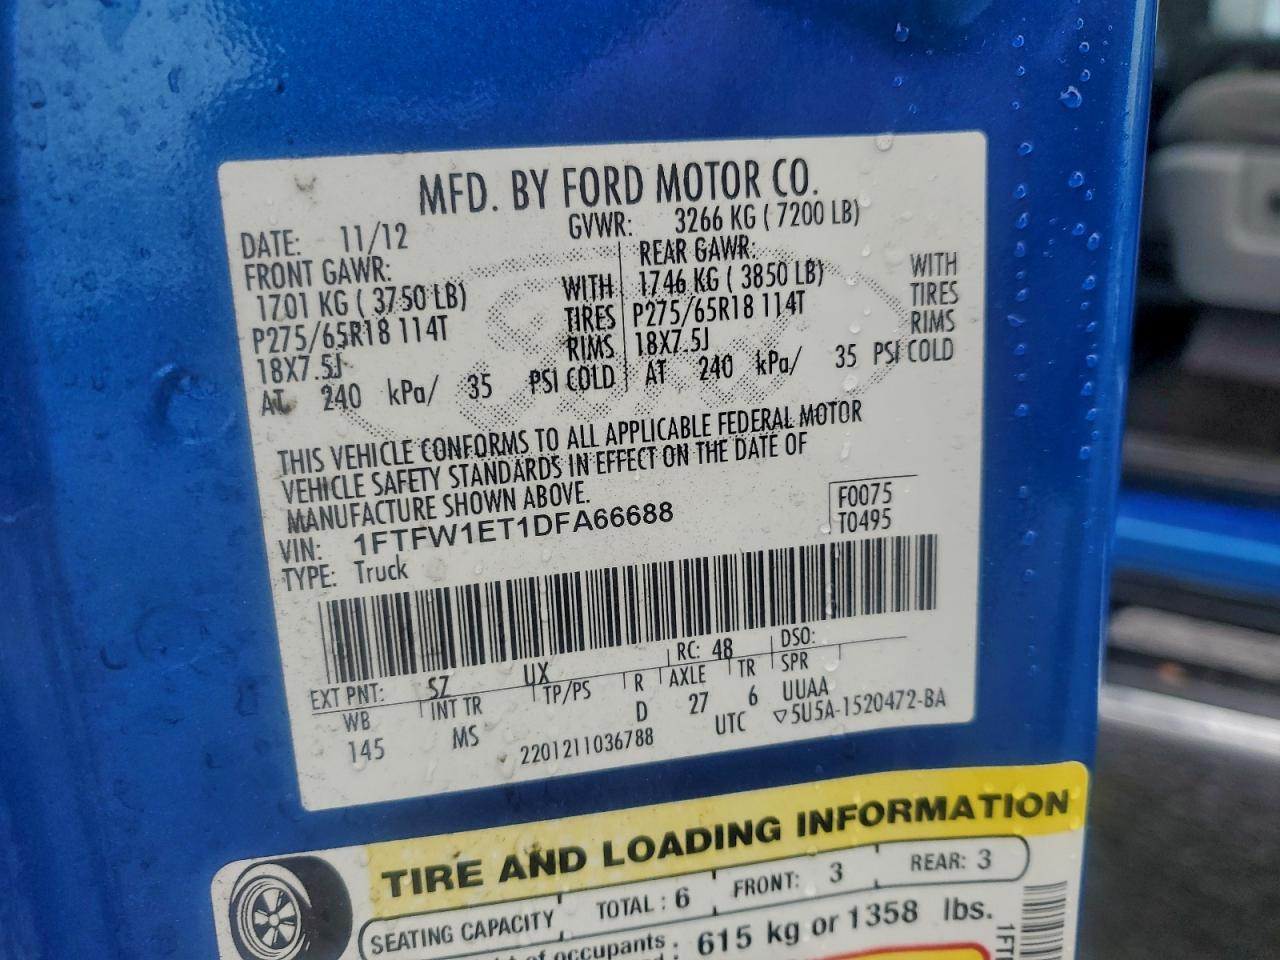 MFD. BY FORD MOTOR CO.
DATE: 11/12 GVWR: 3266 KG ( 7200 LB)
FRONT GAWR: REAR GAWR:
1701 KG ( 3750 LB) WITH 1746 KG ( 3850 LB) WITH
P275/65R18 114T TIRES P275/65R18 114T TIRES
18X7.5J RIMS 18X7.5J RIMS
AT 240 kPa/ 35 PSI COLD AT 240 kPa/ 35 PSI COLD
THIS VEHICLE CONFORMS TO ALL APPLICABLE FEDERAL MOTOR
VEHICLE SAFETY STANDARDS IN EFFECT ON THE DATE OF
MANUFACTURE SHOWN ABOVE.
VIN: 1FTFW1ET1DFA66688 F0075
TYPE: Truck T0495
EXT PNT: SZ UX RC: 48 DSO:
WB INT TR TP/PS R AXLE TR SPR
145 MS D 27 6 UUAA
2201211036788 UTC ▽5U5A-1520472-BA
TIRE AND LOADING INFORMATION
SEATING CAPACITY TOTAL : 6 FRONT: 3 REAR: 3
of occupants : 615 kg or 1358 lbs.